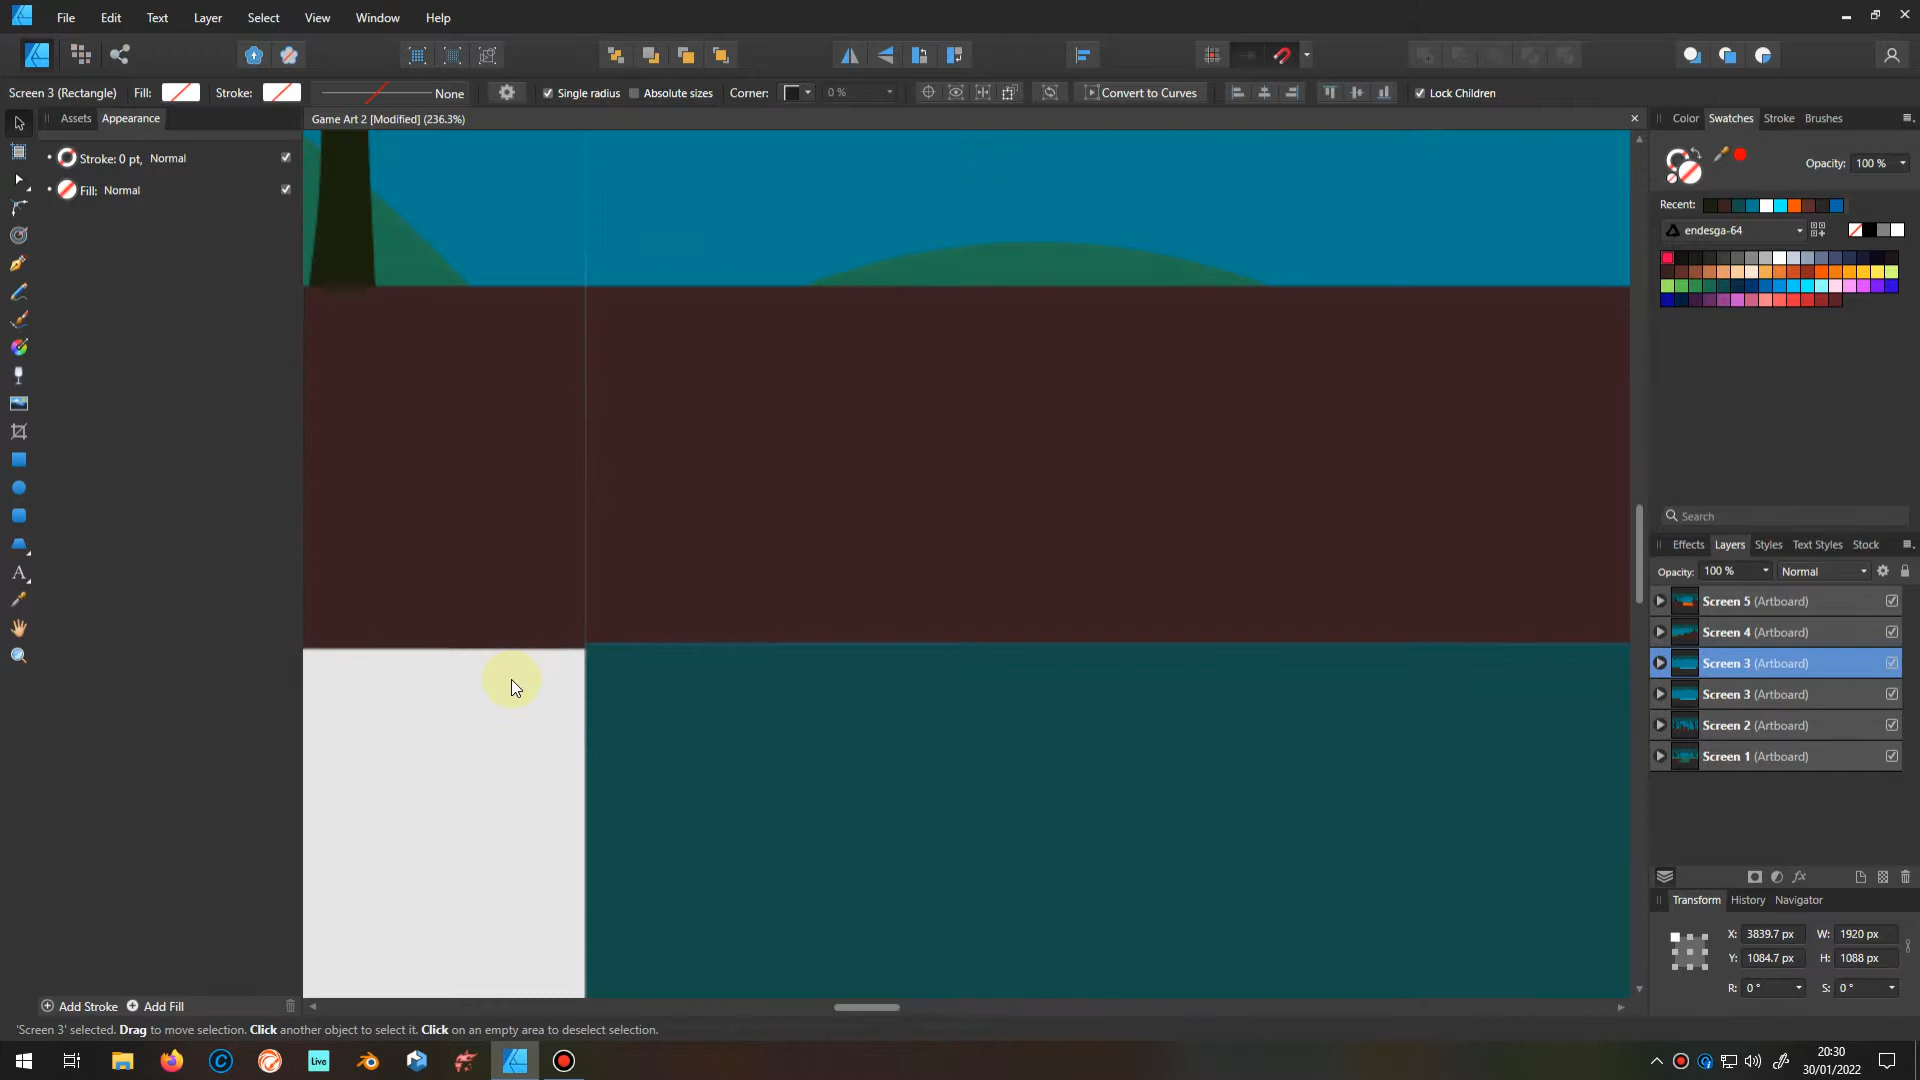 File Edit Text Layer Select View Window Help
Screen 3 (Rectangle) Fill: Stroke: None Single radius Absolute sizes Corner: 0 % Convert to Curves Lock Children
Assets Appearance
Game Art 2 [Modified] (236.3%)
Color Swatches Stroke Brushes
Stroke: 0 pt, Normal
Fill: Normal
Opacity: 100 %
Recent:
endesga-64
Search
Effects Layers Styles Text Styles Stock
Opacity: 100 % Normal
Screen 5 (Artboard)
Screen 4 (Artboard)
Screen 3 (Artboard)
Screen 3 (Artboard)
Screen 2 (Artboard)
Screen 1 (Artboard)
Transform History Navigator
X: 3839.7 px W: 1920 px
Y: 1084.7 px H: 1088 px
R: 0 ° S: 0 °
Add Stroke Add Fill
'Screen 3' selected. Drag to move selection. Click another object to select it. Click on an empty area to deselect selection.
Live
20:30
30/01/2022